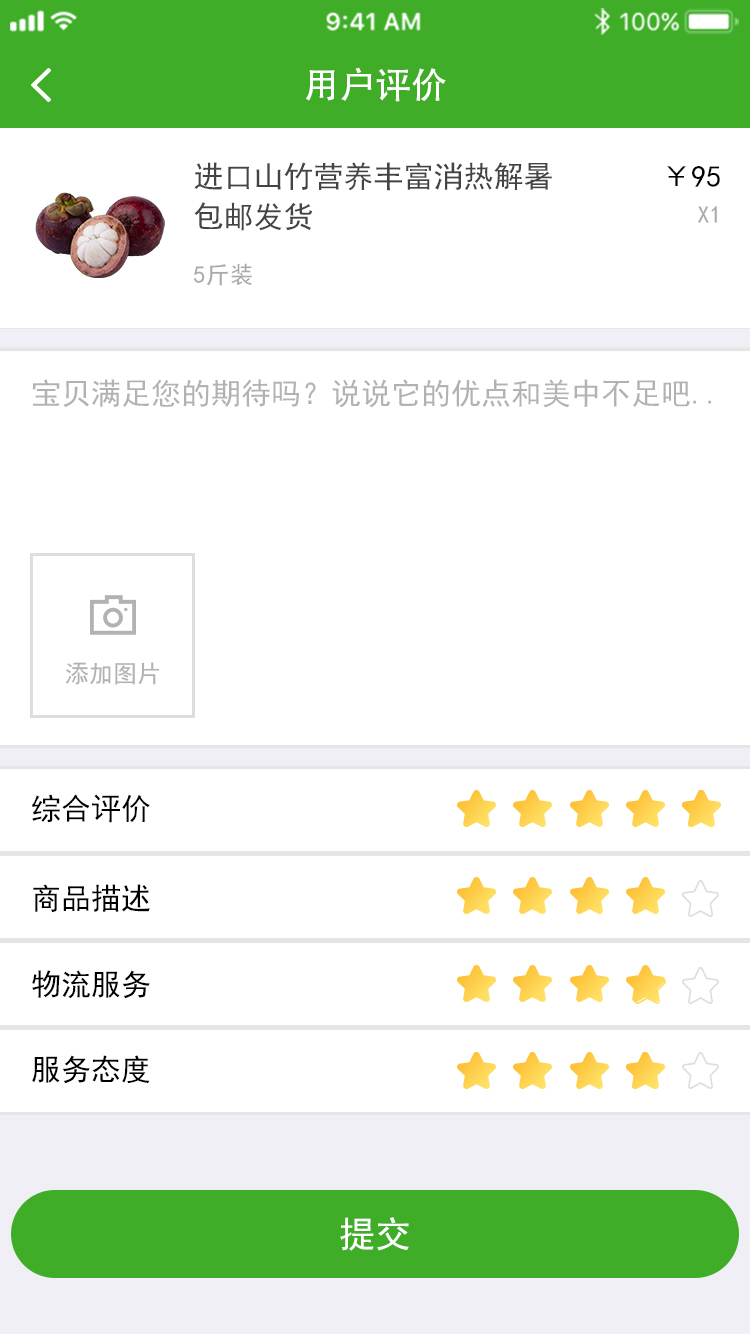 9:41 AM
100%
用户评价
进口山竹营养丰富消热解暑
￥95
包邮发货
X1
5斤装
宝贝满足您的期待吗？说说它的优点和美中不足吧..
添加图片
综合评价
商品描述
物流服务
服务态度
提交